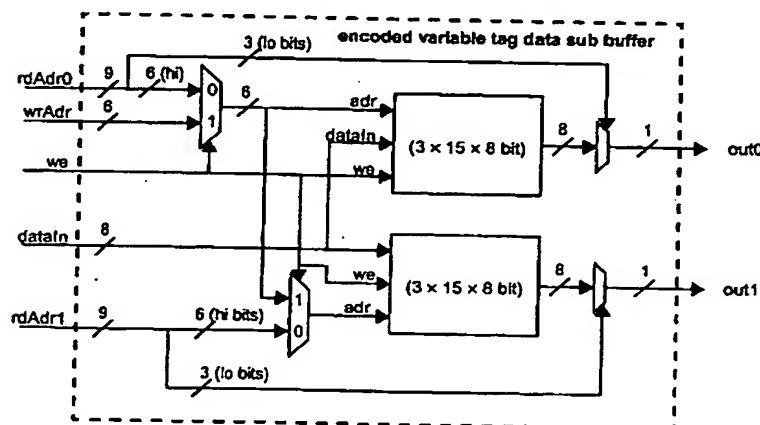 3 (lo bits)
encoded variable tag data sub buffer
rdAdr0
9
6 (hi)
0
6
adr
wrAdr
6
1
dataIn
(3 × 15 × 8 bit)
8
1
out0
we
we
dataIn
8
we
(3 × 15 × 8 bit)
8
1
out1
1
adr
rdAdr1
9
6 (hi bits)
0
3 (lo bits)